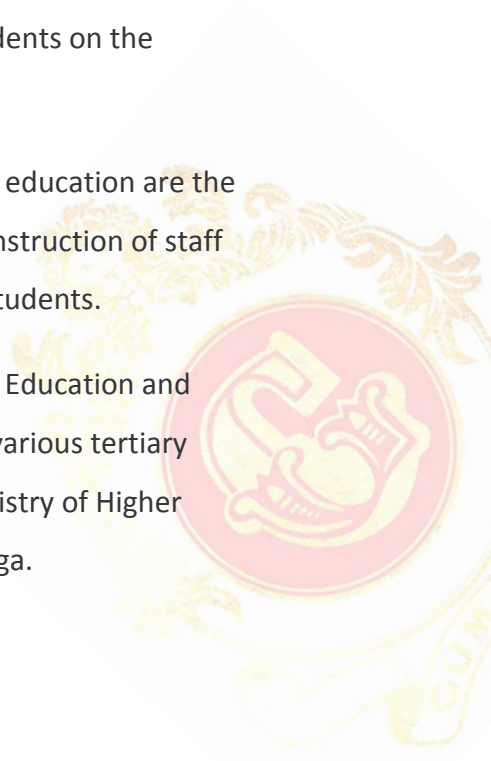 dents on the
education are the
nstruction of staff
tudents.
Education and
various tertiary
istry of Higher
ga.